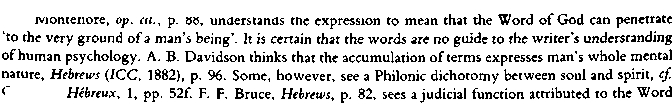 Montefiore, op. cit., p. 88, understands the expression to mean that the Word of God can penetrate
'to the very ground of a man's being'. It is certain that the words are no guide to the writer's understanding
of human psychology. A. B. Davidson thinks that the accumulation of terms expresses man's whole mental
nature, Hebrews (ICC, 1882), p. 96. Some, however, see a Philonic dichotomy between soul and spirit, cf.
Hébreux, 1, pp. 52f. F. F. Bruce, Hebrews, p. 82, sees a judicial function attributed to the Word